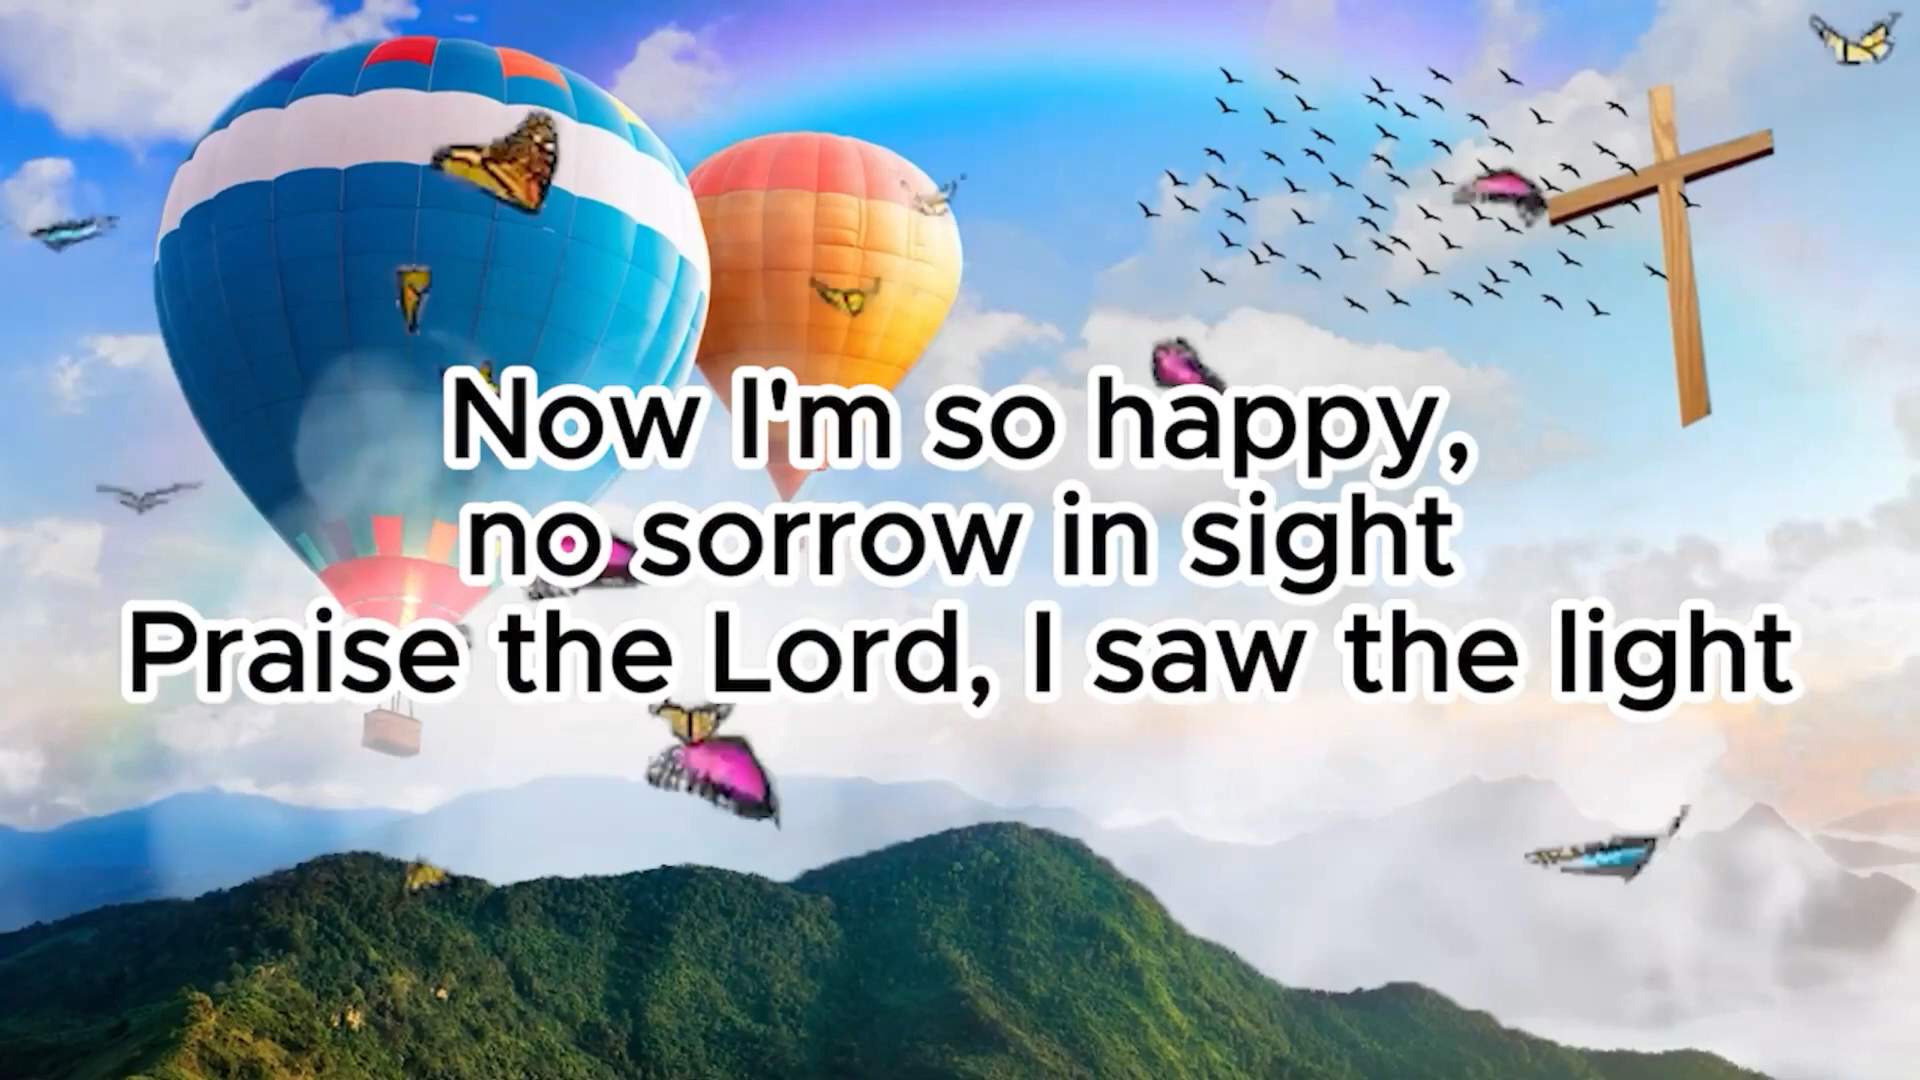 Now I'm so happy,
no sorrow in sight
Praise the Lord, I saw the light